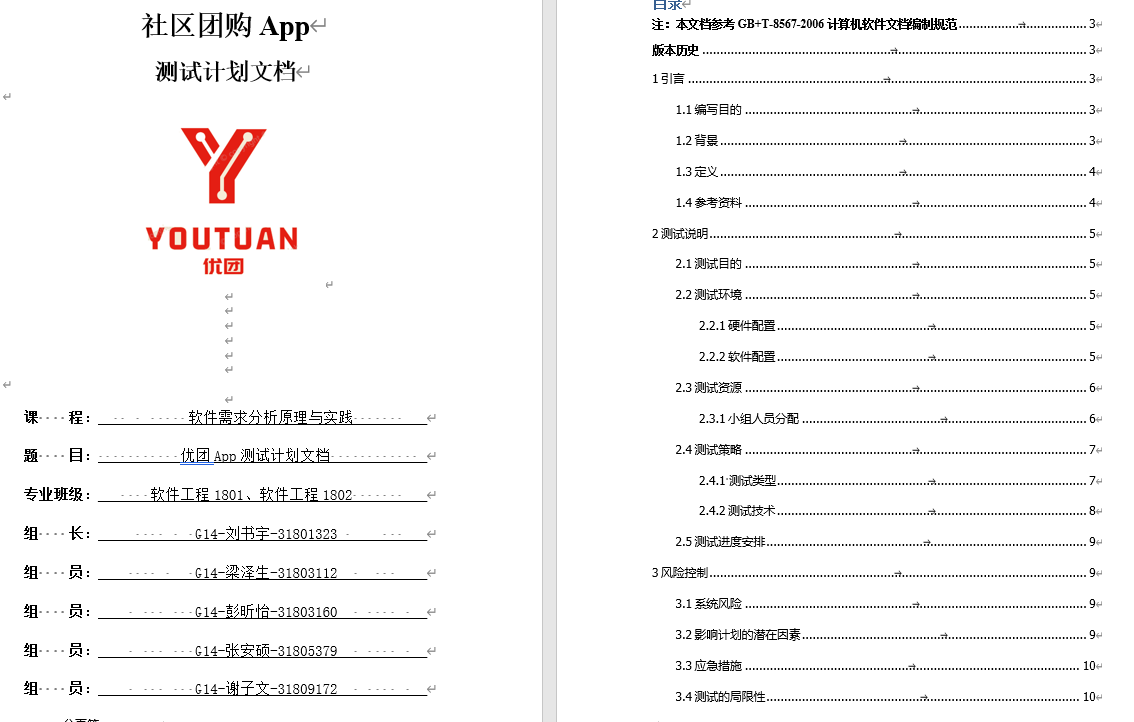 社区团购 App
测试计划文档
YOUTUAN
优团
课 程： 软件需求分析原理与实践
题 目： 优团 App 测试计划文档
专业班级： 软件工程 1801、软件工程 1802
组 长： G14-刘书宇-31801323
组 员： G14-梁泽生-31803112
组 员： G14-彭昕怡-31803160
组 员： G14-张安硕-31805379
组 员： G14-谢子文-31809172
目录
注：本文档参考 GB+T-8567-2006 计算机软件文档编制规范 3
版本历史 3
1 引言 3
1.1 编写目的 3
1.2 背景 3
1.3 定义 4
1.4 参考资料 4
2 测试说明 5
2.1 测试目的 5
2.2 测试环境 5
2.2.1 硬件配置 5
2.2.2 软件配置 5
2.3 测试资源 6
2.3.1 小组人员分配 6
2.4 测试策略 7
2.4.1 测试类型 7
2.4.2 测试技术 8
2.5 测试进度安排 9
3 风险控制 9
3.1 系统风险 9
3.2 影响计划的潜在因素 9
3.3 应急措施 10
3.4 测试的局限性 10